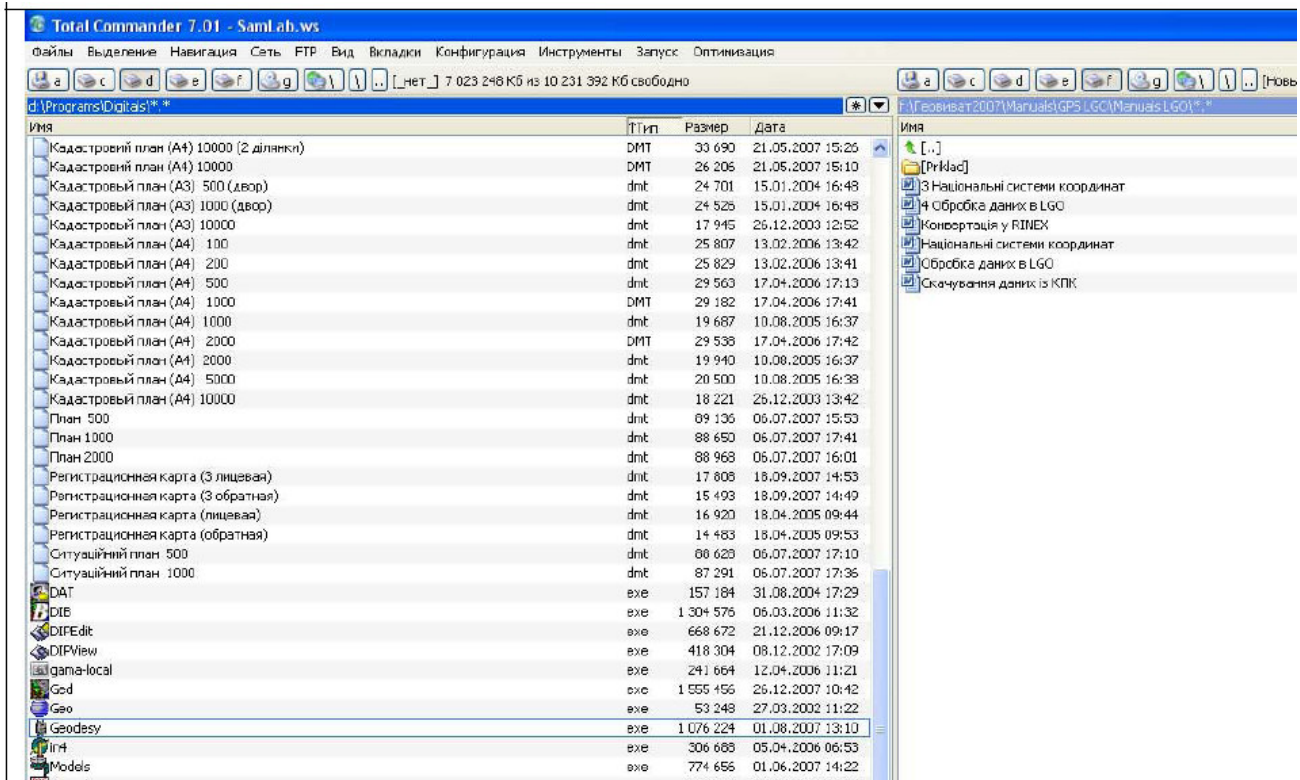 Total Commander 7.01 - SamLab.ws
Файлы Выделение Навигация Сеть FTP Вид Вкладки Конфигурация Инструменты Запуск Оптимизация
a c d e f g \ \ .. [_нет_] 7 023 248 Кб из 10 231 392 Кб свободно
a c d e f g \ \ .. [Новы
d:\Programs\Digitals\*.* * ▼
f:\Геовиват2007\Manuals\GPS LGO\Manuals LGO\*.*
Имя ↑Тип Размер Дата
Кадастровий план (А4) 10000 (2 ділянки) DMT 33 690 21.05.2007 15:26
Кадастровий план (А4) 10000 DMT 26 206 21.05.2007 15:10
Кадастровый план (А3) 500 (двор) dmt 24 701 15.01.2004 16:48
Кадастровый план (А3) 1000 (двор) dmt 24 526 15.01.2004 16:48
Кадастровый план (А3) 10000 dmt 17 945 26.12.2003 12:52
Кадастровый план (А4) 100 dmt 25 807 13.02.2006 13:42
Кадастровый план (А4) 200 dmt 25 829 13.02.2006 13:41
Кадастровый план (А4) 500 dmt 29 563 17.04.2006 17:13
Кадастровый план (А4) 1000 DMT 29 182 17.04.2006 17:41
Кадастровый план (А4) 1000 dmt 19 687 10.08.2005 16:37
Кадастровый план (А4) 2000 DMT 29 538 17.04.2006 17:42
Кадастровый план (А4) 2000 dmt 19 940 10.08.2005 16:37
Кадастровый план (А4) 5000 dmt 20 500 10.08.2005 16:38
Кадастровый план (А4) 10000 dmt 18 221 26.12.2003 13:42
План 500 dmt 89 136 06.07.2007 15:53
План 1000 dmt 88 650 06.07.2007 17:41
План 2000 dmt 88 968 06.07.2007 16:01
Регистрационная карта (3 лицевая) dmt 17 808 18.09.2007 14:53
Регистрационная карта (3 обратная) dmt 15 493 18.09.2007 14:49
Регистрационная карта (лицевая) dmt 16 920 18.04.2005 09:44
Регистрационная карта (обратная) dmt 14 483 18.04.2005 09:53
Ситуаційний план 500 dmt 88 628 06.07.2007 17:10
Ситуаційний план 1000 dmt 87 291 06.07.2007 17:36
DAT exe 157 184 31.08.2004 17:29
DIB exe 1 304 576 06.03.2006 11:32
DIPEdit exe 668 672 21.12.2006 09:17
DIPView exe 418 304 08.12.2002 17:09
gama-local exe 241 664 12.04.2006 11:21
Ged exe 1 555 456 26.12.2007 10:42
Geo exe 53 248 27.03.2002 11:22
Geodesy exe 1 076 224 01.08.2007 13:10
in4 exe 306 688 05.04.2006 06:53
Models exe 774 656 01.06.2007 14:22
Имя
[..]
[Priklad]
3 Національні системи координат
4 Обробка даних в LGO
Конвертація у RINEX
Національні системи координат
Обробка даних в LGO
Скачування даних із КПК